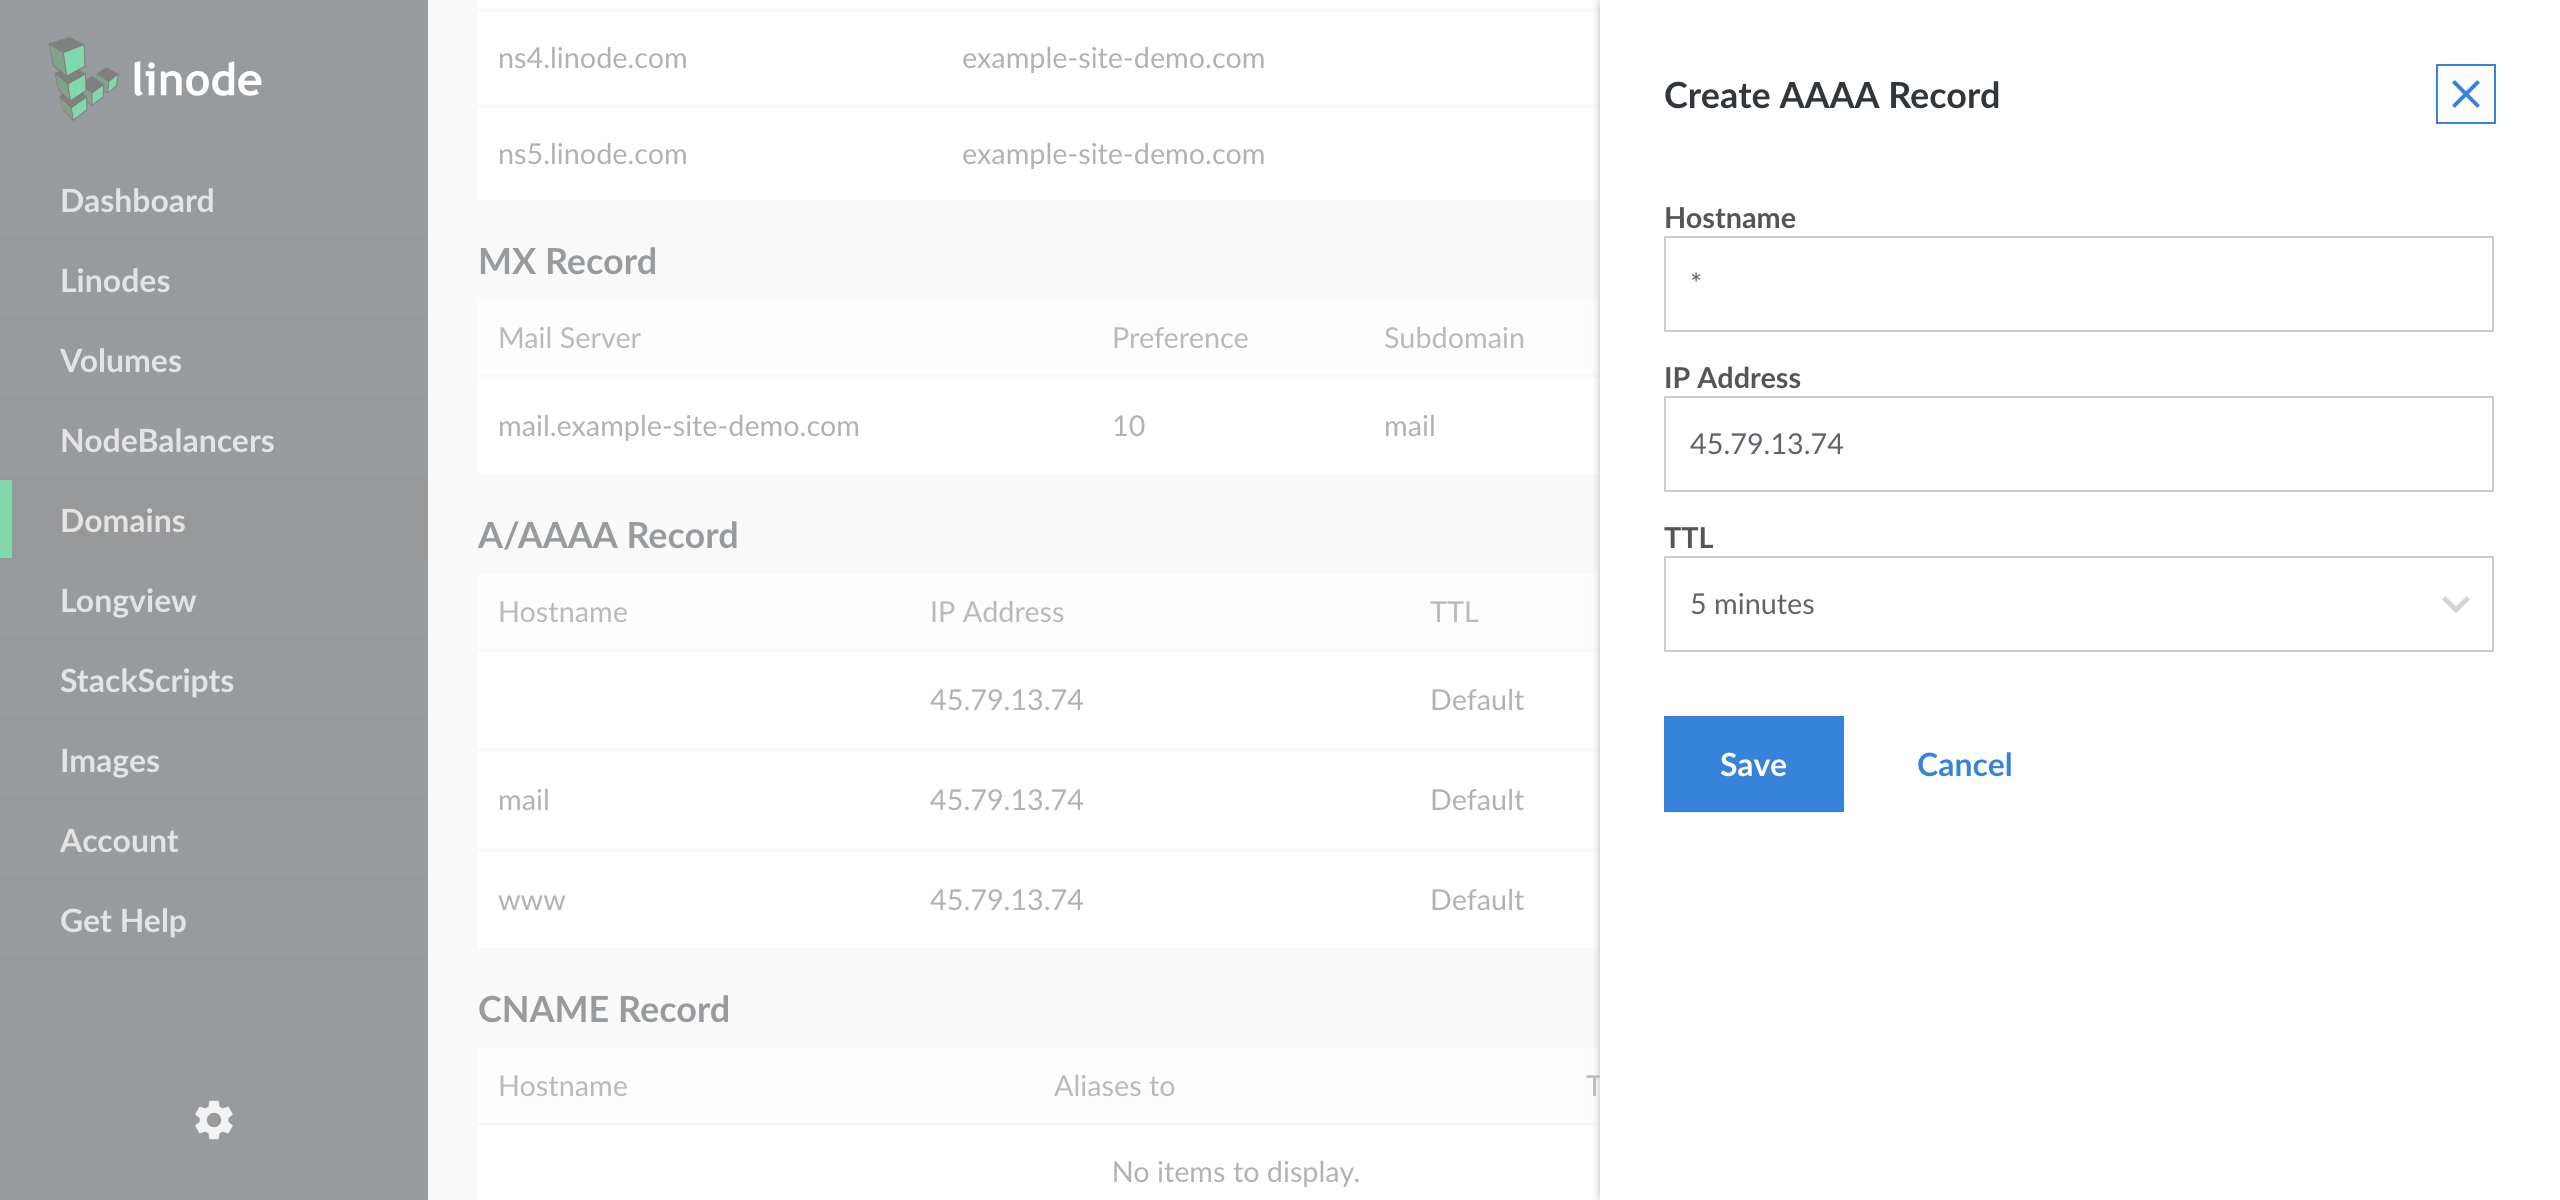 linode
Dashboard
Linodes
Volumes
NodeBalancers
Domains
Longview
StackScripts
Images
Account
Get Help
ns4.linode.com example-site-demo.com
ns5.linode.com example-site-demo.com
MX Record
Mail Server Preference Subdomain
mail.example-site-demo.com 10 mail
A/AAAA Record
Hostname IP Address TTL
45.79.13.74 Default
mail 45.79.13.74 Default
www 45.79.13.74 Default
CNAME Record
Hostname Aliases to T
No items to display.
Create AAAA Record
Hostname
*
IP Address
45.79.13.74
TTL
5 minutes
Save Cancel